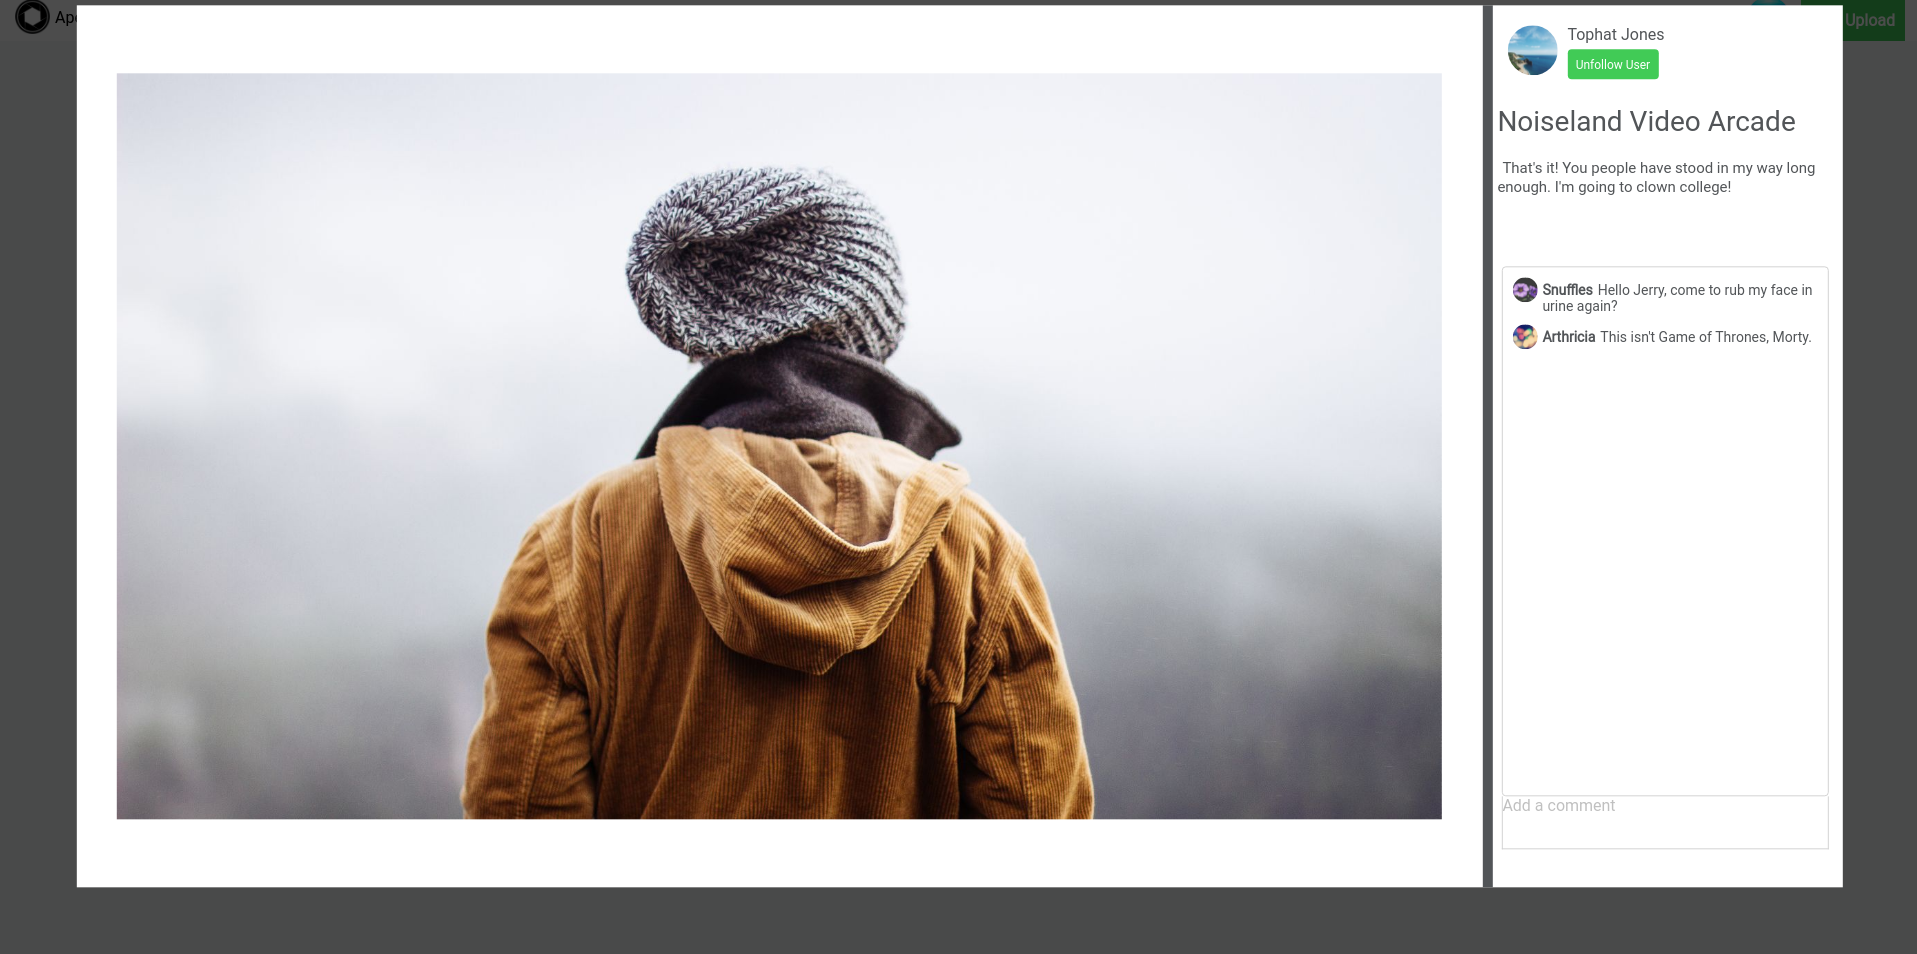 Upload
Tophat Jones
Unfollow User
Noiseland Video Arcade
That's it! You people have stood in my way long
enough. I'm going to clown college!
Snuffles Hello Jerry, come to rub my face in
urine again?
Arthricia This isn't Game of Thrones, Morty.
Add a comment